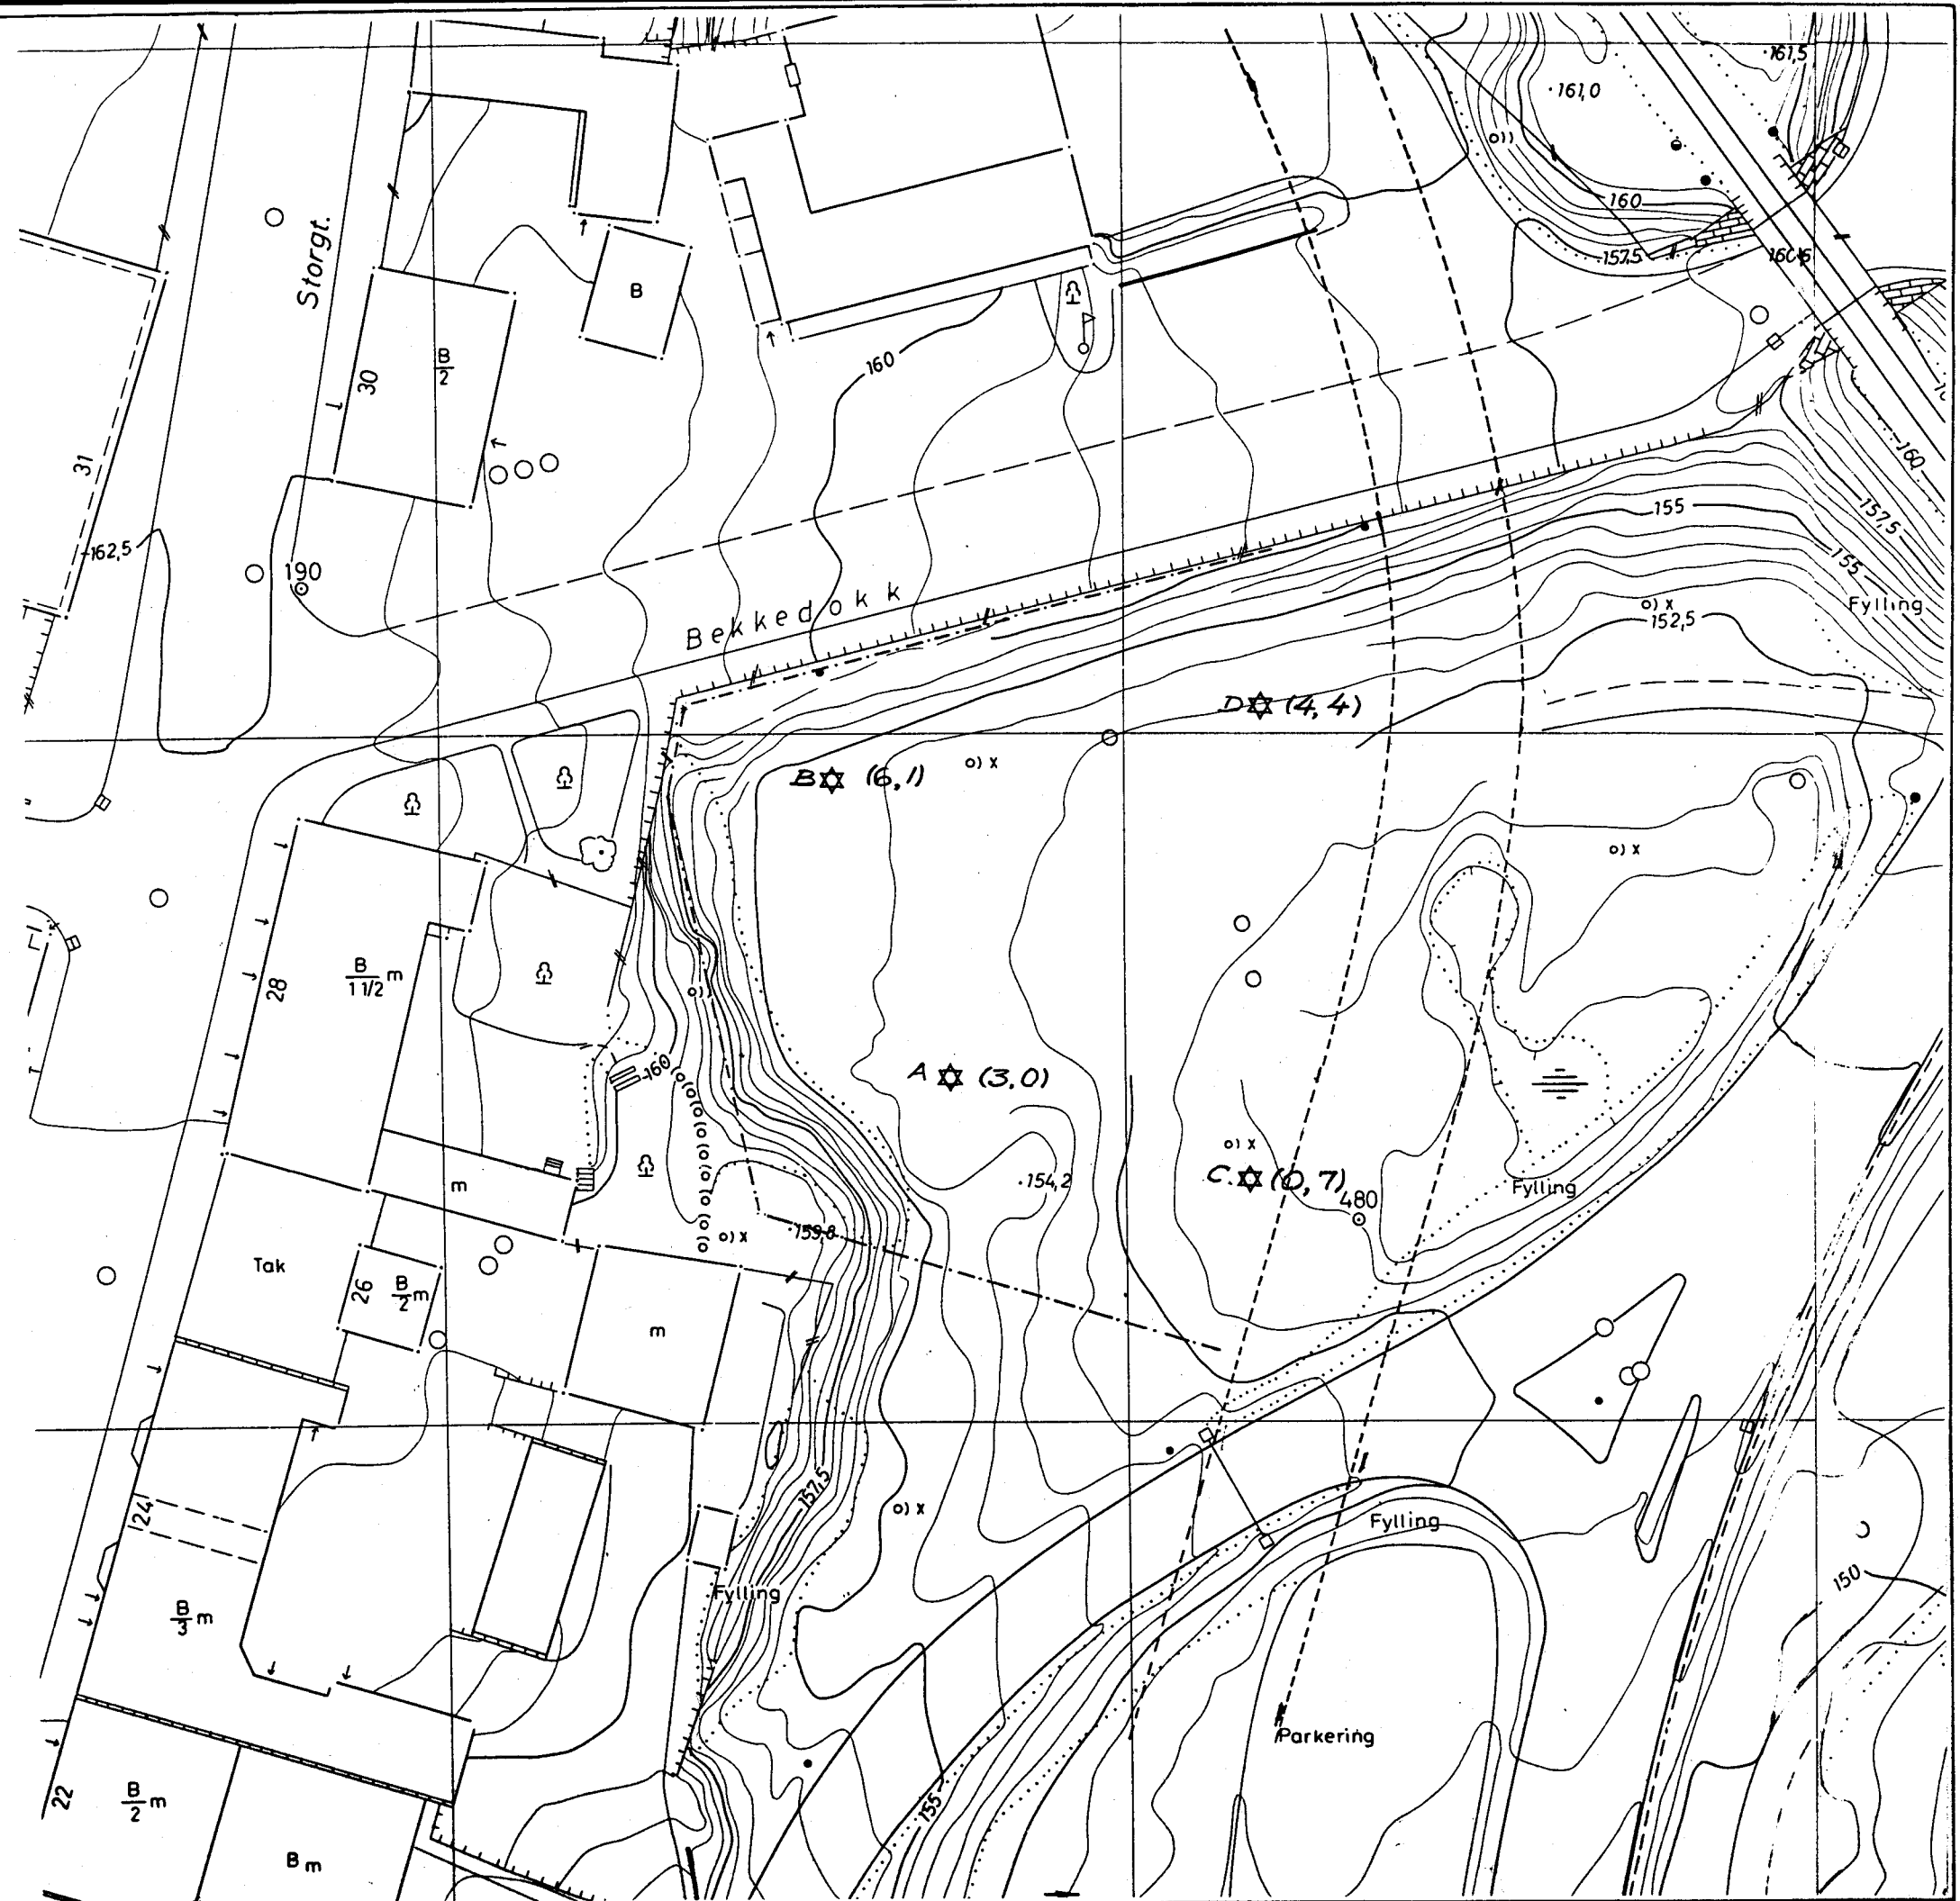 161,5
161,0
160
157,5
160,5
Storgt.
B
30
B
2
160
31
162,5
190
155
157,5
160
155
Bekkedokk
Fylling
152,5
D (4,4)
B (6,1)
28
B
1 1/2 m
160
A (3,0)
154,2
C (0,7)
480
Fylling
m
159,8
Tak
26
B
2 m
m
157,5
24
Fylling
Fylling
150
B
3 m
Parkering
22
B
2 m
155
B m